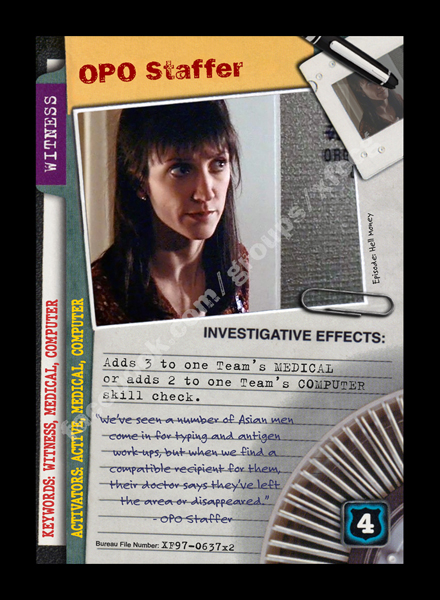 OPO Staffer
WITNESS
ORG
Episode: Hell Money
INVESTIGATIVE EFFECTS:
Adds 3 to one Team's MEDICAL
or adds 2 to one Team's COMPUTER
skill check.
"We've seen a number of Asian men
come in for typing and antigen
work-ups, but when we find a
compatible recipient for them,
their doctor says they've left
the area or disappeared."
- OPO Staffer
KEYWORDS: WITNESS, MEDICAL, COMPUTER
ACTIVATORS: ACTIVE, MEDICAL, COMPUTER
4
Bureau File Number: XF97-0637x2